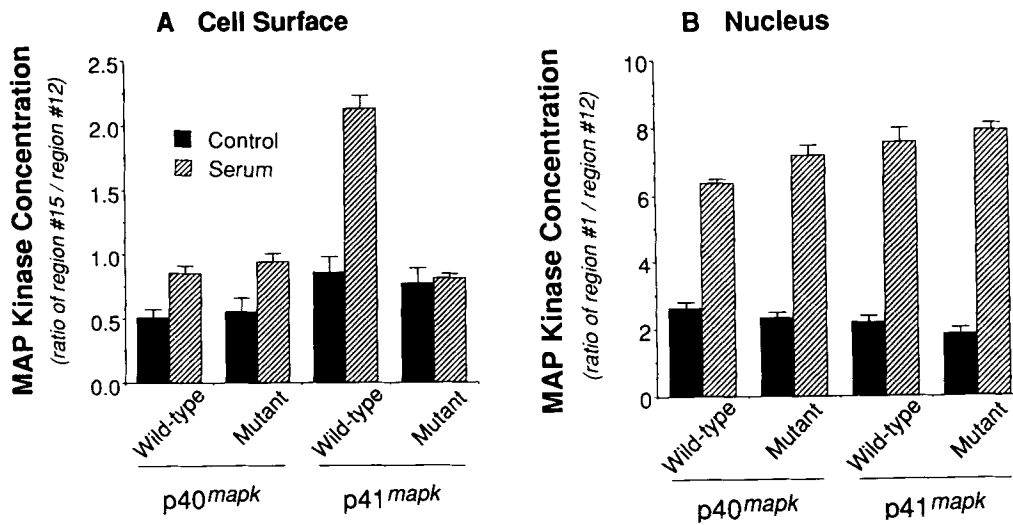 A Cell Surface
MAP Kinase Concentration
(ratio of region #15 / region #12)
2.5
2.0
1.5
1.0
0.5
0.0
Control
Serum
Wild-type
Mutant
Wild-type
Mutant
p40mapk
p41mapk
B Nucleus
MAP Kinase Concentration
(ratio of region #1 / region #12)
10
8
6
4
2
0
Wild-type
Mutant
Wild-type
Mutant
p40mapk
p41mapk